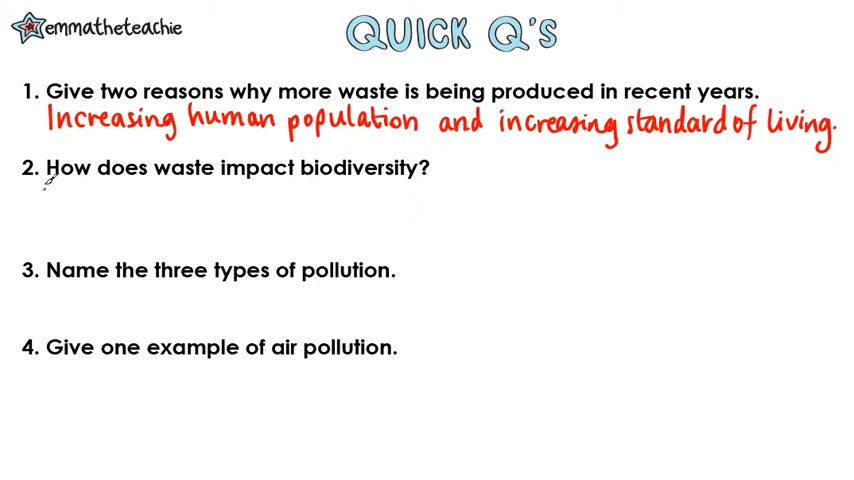 emmatheteachie
QUICK Q'S
1. Give two reasons why more waste is being produced in recent years.
Increasing human population and increasing standard of living.
2. How does waste impact biodiversity?
3. Name the three types of pollution.
4. Give one example of air pollution.